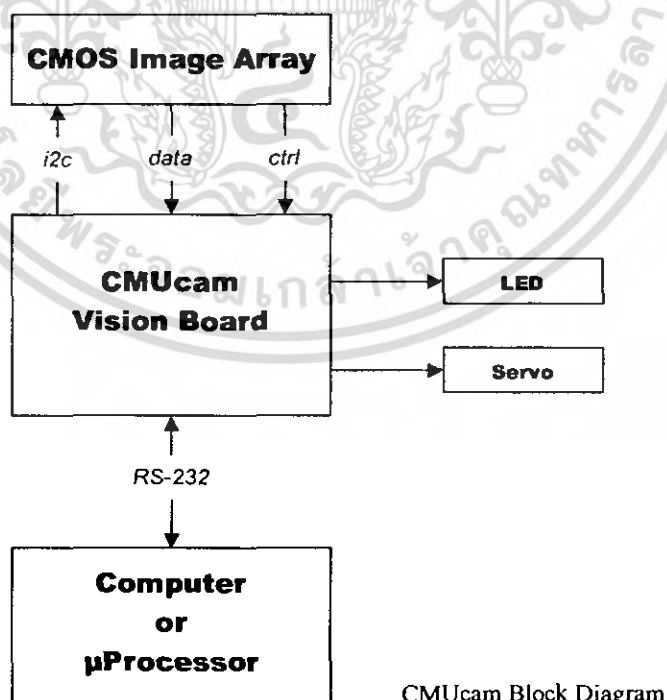 CMOS Image Array
i2c
data
ctrl
CMUcam
Vision Board
LED
Servo
RS-232
Computer
or
µProcessor
CMUcam Block Diagram